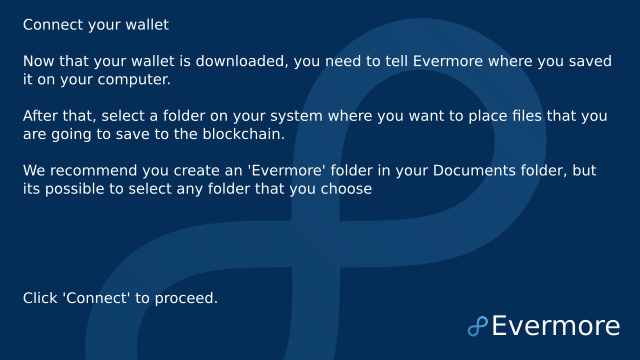 Connect your wallet
Now that your wallet is downloaded, you need to tell Evermore where you saved
it on your computer.
After that, select a folder on your system where you want to place files that you
are going to save to the blockchain.
We recommend you create an 'Evermore' folder in your Documents folder, but
its possible to select any folder that you choose
Click 'Connect' to proceed.
Evermore